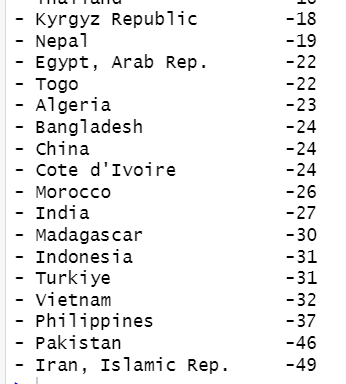 - Kyrgyz Republic -18
- Nepal -19
- Egypt, Arab Rep. -22
- Togo -22
- Algeria -23
- Bangladesh -24
- China -24
- Cote d'Ivoire -24
- Morocco -26
- India -27
- Madagascar -30
- Indonesia -31
- Turkiye -31
- Vietnam -32
- Philippines -37
- Pakistan -46
- Iran, Islamic Rep. -49